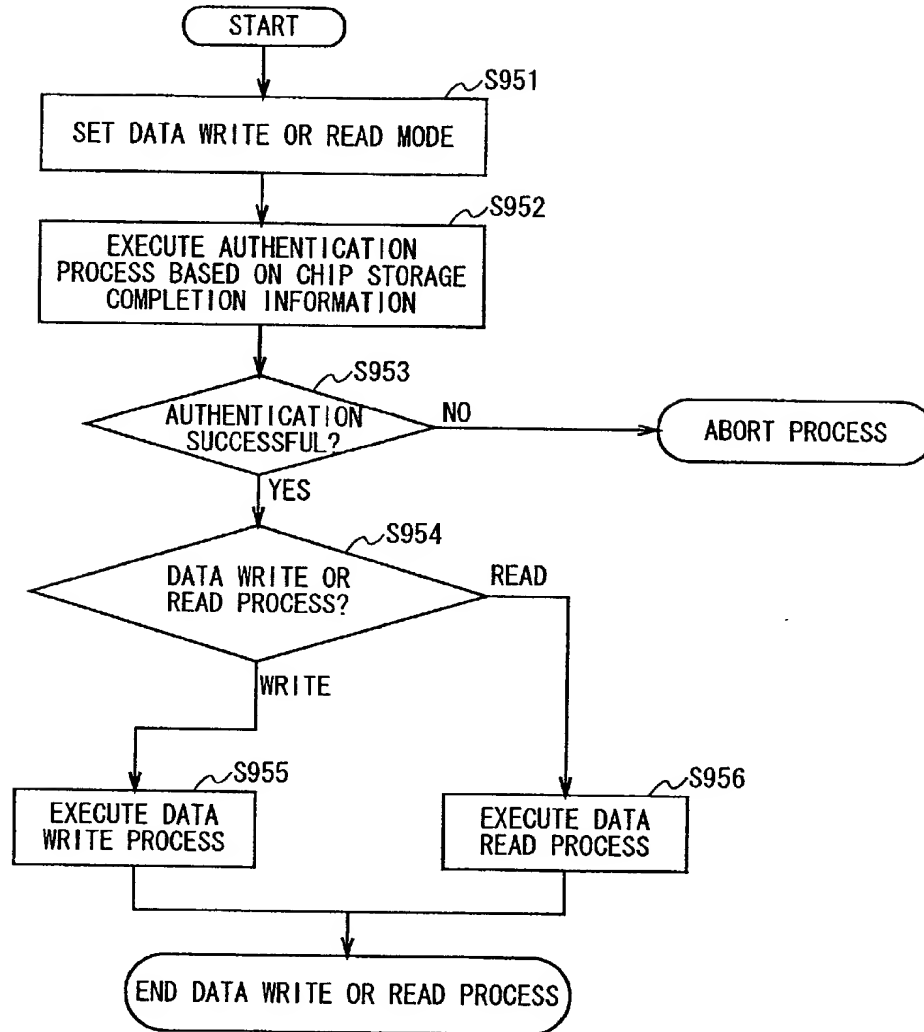 START
S951
SET DATA WRITE OR READ MODE
S952
EXECUTE AUTHENTICATION
PROCESS BASED ON CHIP STORAGE
COMPLETION INFORMATION
S953
AUTHENTICATION
SUCCESSFUL?
NO
ABORT PROCESS
YES
S954
DATA WRITE OR
READ PROCESS?
READ
WRITE
S955
EXECUTE DATA
WRITE PROCESS
S956
EXECUTE DATA
READ PROCESS
END DATA WRITE OR READ PROCESS